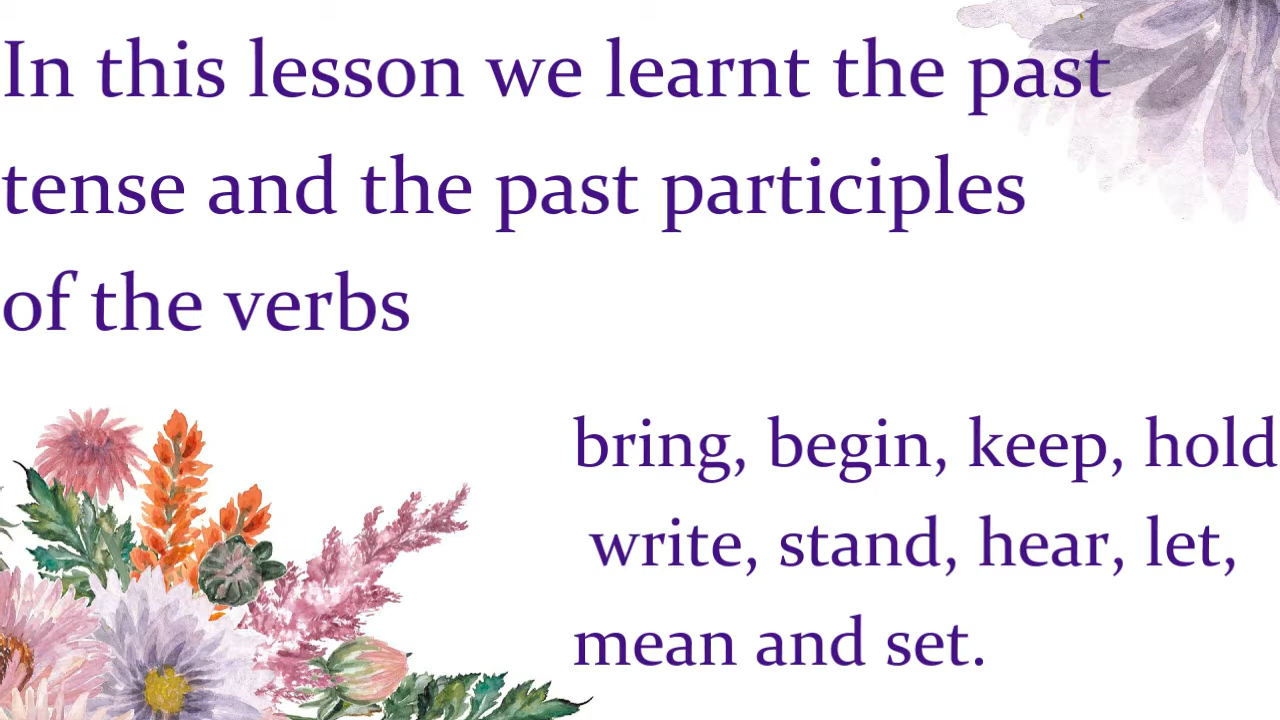 In this lesson we learnt the past
tense and the past participles
of the verbs
bring, begin, keep, hold
write, stand, hear, let,
mean and set.